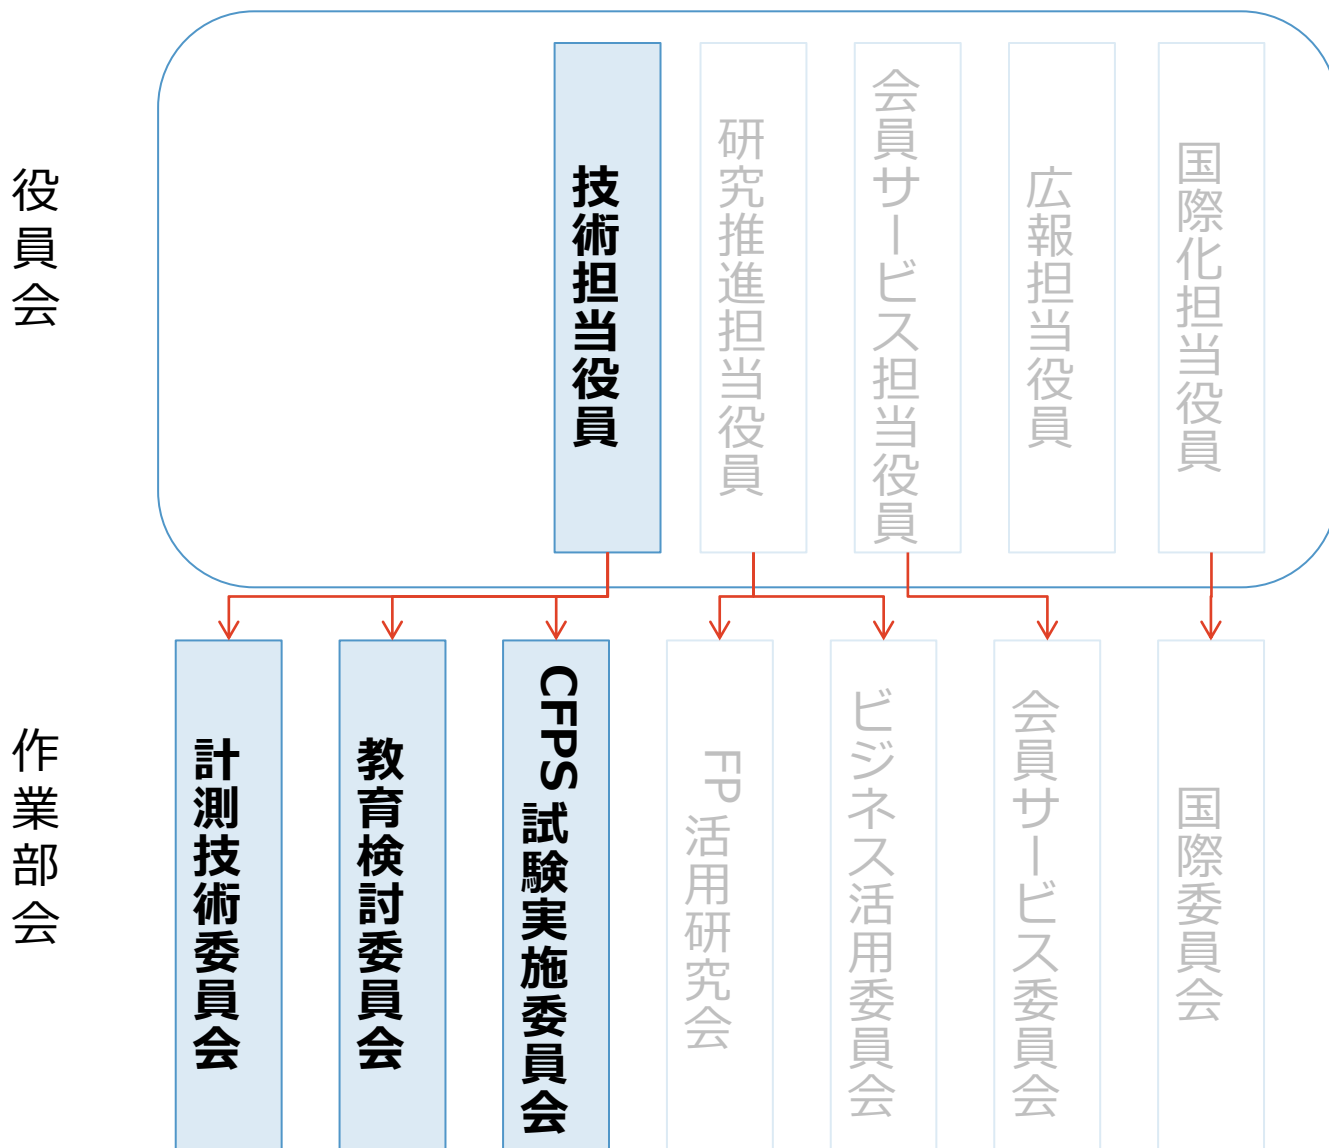 役員会
技術担当役員
研究推進担当役員
会員サービス担当役員
広報担当役員
国際化担当役員
作業部会
計測技術委員会
教育検討委員会
CFPS試験実施委員会
FP活用研究会
ビジネス活用委員会
会員サービス委員会
国際委員会